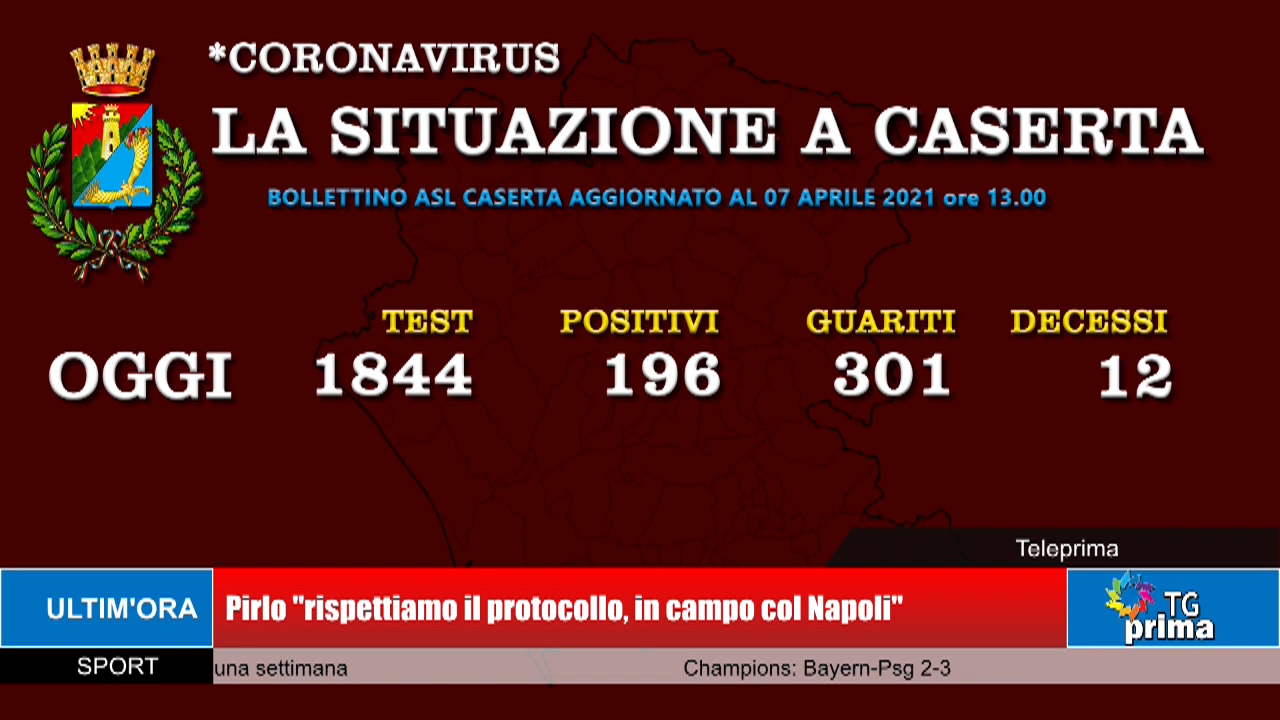 *CORONAVIRUS
LA SITUAZIONE A CASERTA
BOLLETTINO ASL CASERTA AGGIORNATO AL 07 APRILE 2021 ore 13.00
TEST POSITIVI GUARITI DECESSI
OGGI 1844 196 301 12
Teleprima
ULTIM'ORA Pirlo "rispettiamo il protocollo, in campo col Napoli"
TG
prima
SPORT una settimana Champions: Bayern-Psg 2-3